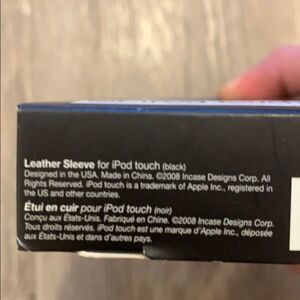 Leather Sleeve for iPod touch (black)
Designed in the USA. Made in China. ©2008 Incase Designs Corp. All
Rights Reserved. iPod touch is a trademark of Apple Inc., registered in
the US and other countries.
Étui en cuir pour iPod touch (noir)
Conçu aux États-Unis. Fabriqué en Chine. ©2008 Incase Designs Corp.
Tous droits réservés. iPod touch est une marque d'Apple Inc., déposée
aux États-Unis et dans d'autres pays.